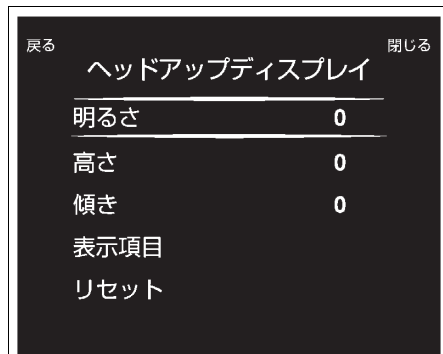 戻る
閉じる
ヘッドアップディスプレイ
明るさ 0
高さ 0
傾き 0
表示項目
リセット